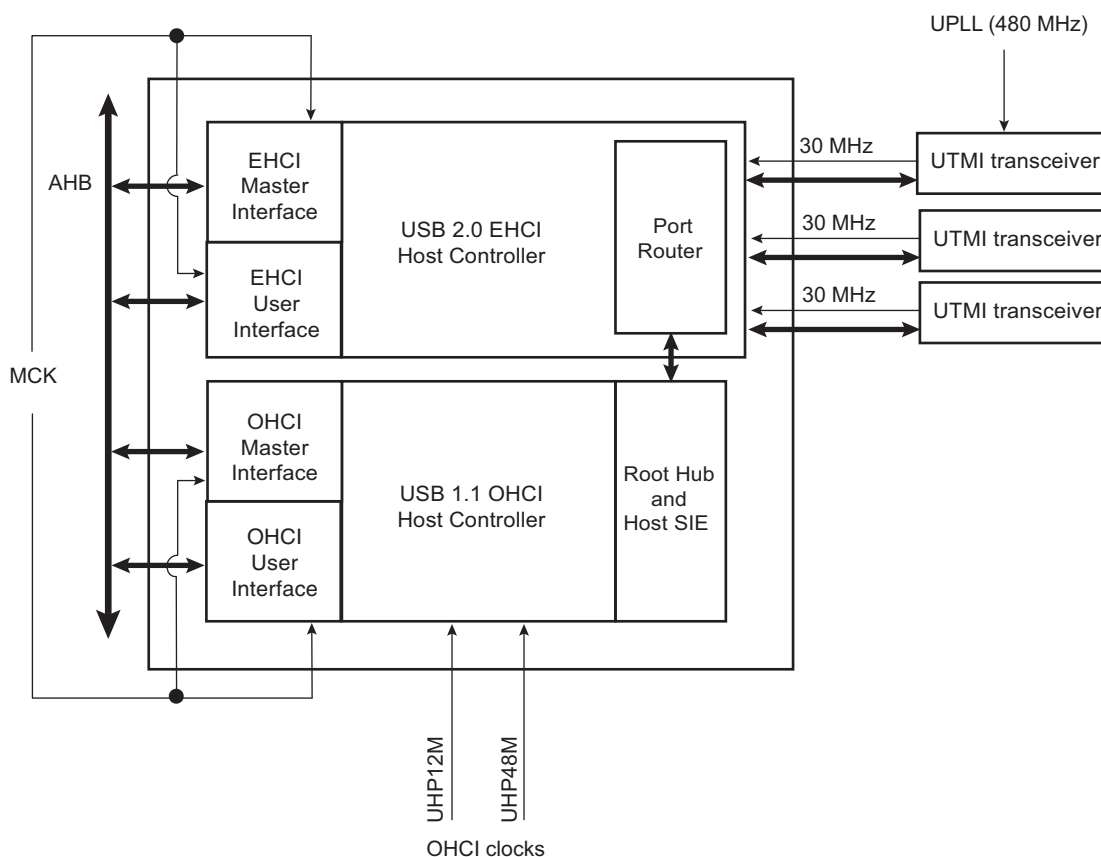 UPLL (480 MHz)
AHB
MCK
EHCI
Master
Interface
EHCI
User
Interface
USB 2.0 EHCI
Host Controller
Port
Router
30 MHz
UTMI transceiver
30 MHz
UTMI transceiver
30 MHz
UTMI transceiver
OHCI
Master
Interface
OHCI
User
Interface
USB 1.1 OHCI
Host Controller
Root Hub
and
Host SIE
UHP12M
UHP48M
OHCI clocks